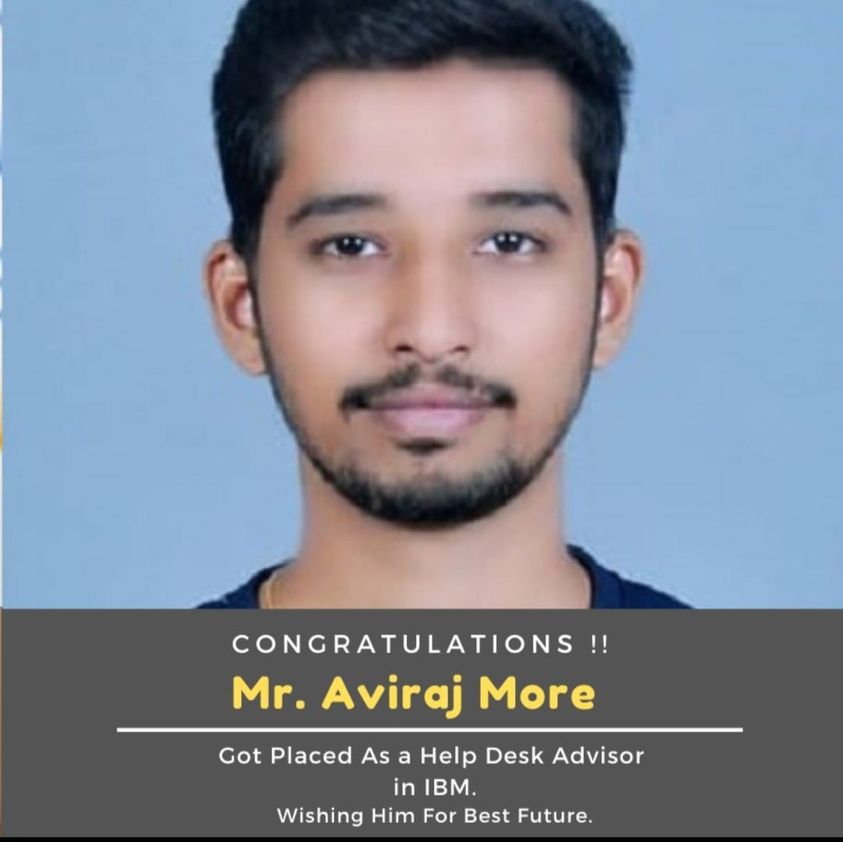 CONGRATULATIONS !!
Mr. Aviraj More
Got Placed As a Help Desk Advisor
in IBM.
Wishing Him For Best Future.